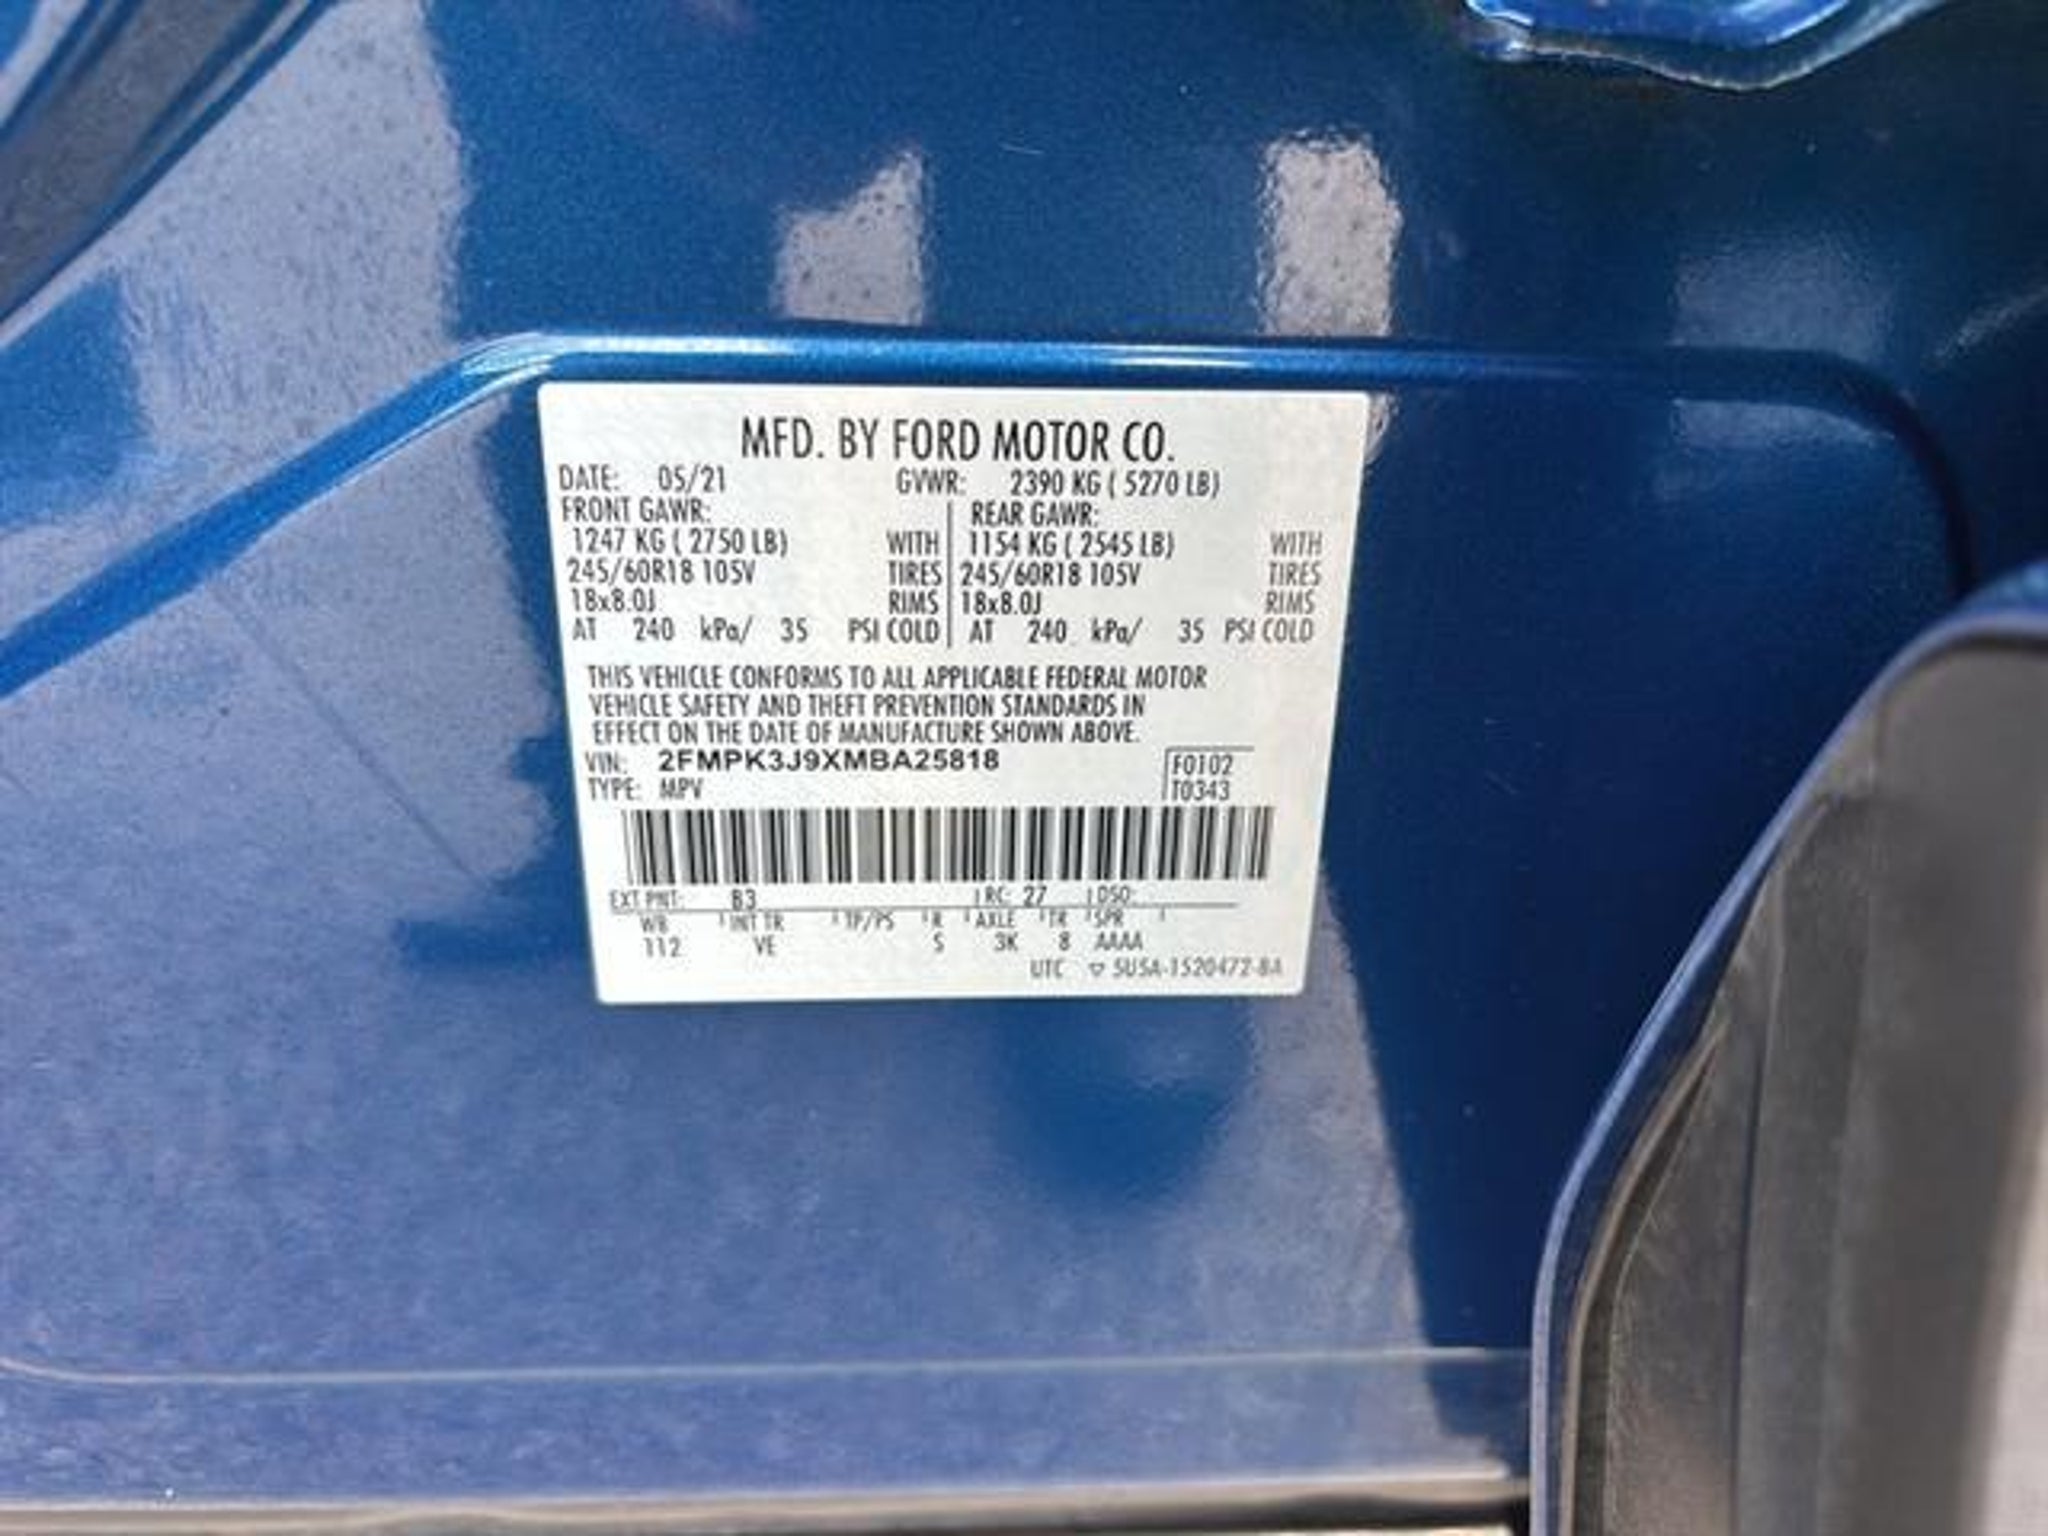 MFD. BY FORD MOTOR CO.
DATE: 05/21 GVWR: 2390 KG ( 5270 LB)
FRONT GAWR: REAR GAWR:
1247 KG ( 2750 LB) WITH 1154 KG ( 2545 LB) WITH
245/60R18 105V TIRES 245/60R18 105V TIRES
18x8.0J RIMS 18x8.0J RIMS
AT 240 kPa/ 35 PSI COLD AT 240 kPa/ 35 PSI COLD
THIS VEHICLE CONFORMS TO ALL APPLICABLE FEDERAL MOTOR
VEHICLE SAFETY AND THEFT PREVENTION STANDARDS IN
EFFECT ON THE DATE OF MANUFACTURE SHOWN ABOVE.
VIN: 2FMPK3J9XMBA25818 F0102
TYPE: MPV T0343
EXT PNT: B3 RC: 27 DSO:
WB INT TR TP/PS R AXLE TR SPR
112 VE S 3K 8 AAAA
UTC ▽ 5U5A-1520472-BA